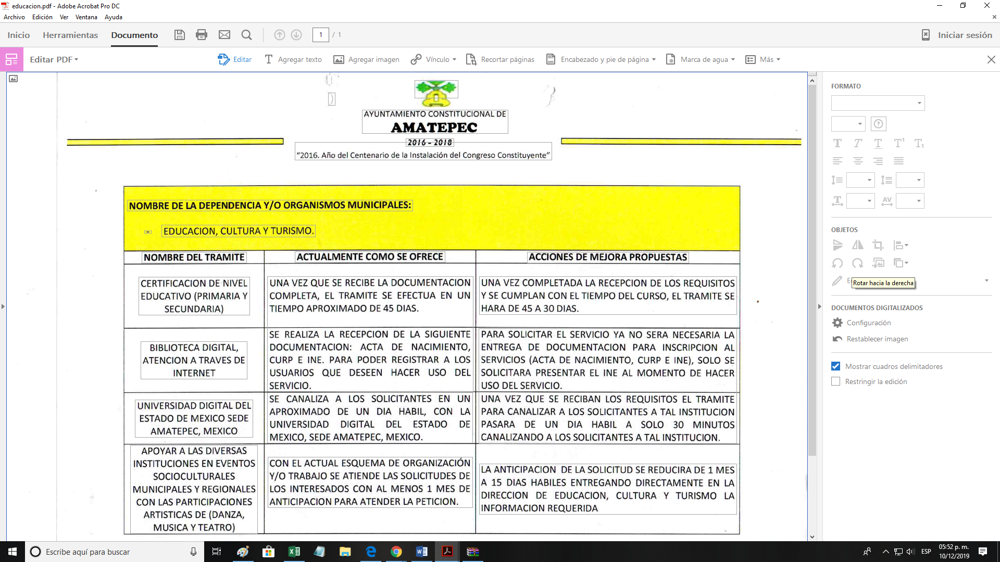 educacion.pdf - Adobe Acrobat Pro DC
Archivo Edición Ver Ventana Ayuda
Inicio Herramientas Documento 1 / 1 Iniciar sesión
Editar PDF Editar Agregar texto Agregar imagen Vínculo Recortar páginas Encabezado y pie de página Marca de agua Más
AYUNTAMIENTO CONSTITUCIONAL DE
AMATEPEC
2016 - 2018
“2016. Año del Centenario de la Instalación del Congreso Constituyente”
NOMBRE DE LA DEPENDENCIA Y/O ORGANISMOS MUNICIPALES:
- EDUCACION, CULTURA Y TURISMO.
NOMBRE DEL TRAMITE
ACTUALMENTE COMO SE OFRECE
ACCIONES DE MEJORA PROPUESTAS
CERTIFICACION DE NIVEL
EDUCATIVO (PRIMARIA Y
SECUNDARIA)
UNA VEZ QUE SE RECIBE LA DOCUMENTACION
COMPLETA, EL TRAMITE SE EFECTUA EN UN
TIEMPO APROXIMADO DE 45 DIAS.
UNA VEZ COMPLETADA LA RECEPCION DE LOS REQUISITOS
Y SE CUMPLAN CON EL TIEMPO DEL CURSO, EL TRAMITE SE
HARA DE 45 A 30 DIAS.
BIBLIOTECA DIGITAL,
ATENCION A TRAVES DE
INTERNET
SE REALIZA LA RECEPCION DE LA SIGUIENTE
DOCUMENTACION: ACTA DE NACIMIENTO,
CURP E INE. PARA PODER REGISTRAR A LOS
USUARIOS QUE DESEEN HACER USO DEL
SERVICIO.
PARA SOLICITAR EL SERVICIO YA NO SERA NECESARIA LA
ENTREGA DE DOCUMENTACION PARA INSCRIPCION AL
SERVICIOS (ACTA DE NACIMIENTO, CURP E INE), SOLO SE
SOLICITARA PRESENTAR EL INE AL MOMENTO DE HACER
USO DEL SERVICIO.
UNIVERSIDAD DIGITAL DEL
ESTADO DE MEXICO SEDE
AMATEPEC, MEXICO
SE CANALIZA A LOS SOLICITANTES EN UN
APROXIMADO DE UN DIA HABIL, CON LA
UNIVERSIDAD DIGITAL DEL ESTADO DE
MEXICO, SEDE AMATEPEC, MEXICO.
UNA VEZ QUE SE RECIBAN LOS REQUISITOS EL TRAMITE
PARA CANALIZAR A LOS SOLICITANTES A TAL INSTITUCION
PASARA DE UN DIA HABIL A SOLO 30 MINUTOS
CANALIZANDO A LOS SOLICITANTES A TAL INSTITUCION.
APOYAR A LAS DIVERSAS
INSTITUCIONES EN EVENTOS
SOCIOCULTURALES
MUNICIPALES Y REGIONALES
CON LAS PARTICIPACIONES
ARTISTICAS DE (DANZA,
MUSICA Y TEATRO)
CON EL ACTUAL ESQUEMA DE ORGANIZACIÓN
Y/O TRABAJO SE ATIENDE LAS SOLICITUDES DE
LOS INTERESADOS CON AL MENOS 1 MES DE
ANTICIPACION PARA ATENDER LA PETICION.
LA ANTICIPACION DE LA SOLICITUD SE REDUCIRA DE 1 MES
A 15 DIAS HABILES ENTREGANDO DIRECTAMENTE EN LA
DIRECCION DE EDUCACION, CULTURA Y TURISMO LA
INFORMACION REQUERIDA
FORMATO
OBJETOS
Rotar hacia la derecha
DOCUMENTOS DIGITALIZADOS
Configuración
Restablecer imagen
Mostrar cuadros delimitadores
Restringir la edición
Escribe aquí para buscar
ESP
05:52 p. m.
10/12/2019